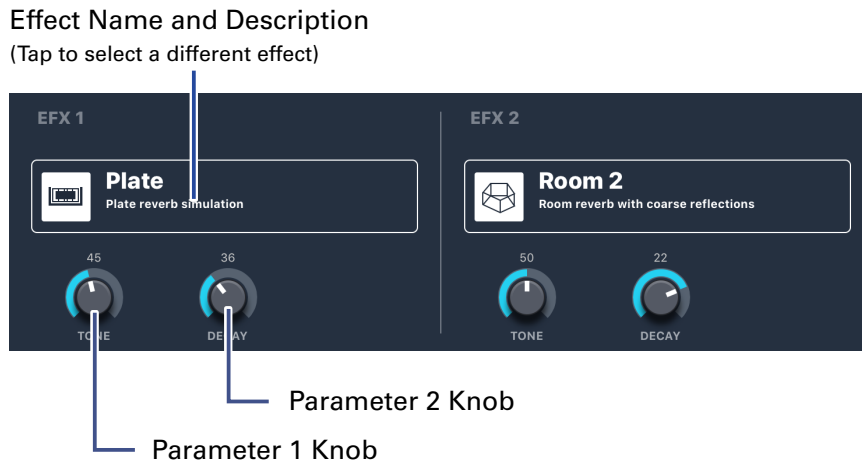 Effect Name and Description
(Tap to select a different effect)
EFX 1
EFX 2
Plate
Plate reverb simulation
Room 2
Room reverb with coarse reflections
45
36
50
22
TONE
DECAY
TONE
DECAY
Parameter 2 Knob
Parameter 1 Knob